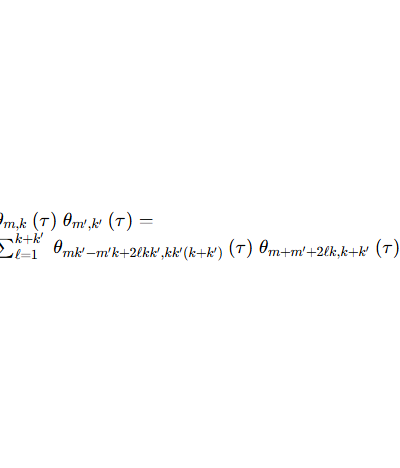 θ_{m,k} (τ) θ_{m′,k′} (τ) =
∑_{ℓ=1}^{k+k′} θ_{mk′−m′k+2ℓkk′,kk′(k+k′)} (τ) θ_{m+m′+2ℓk,k+k′} (τ)